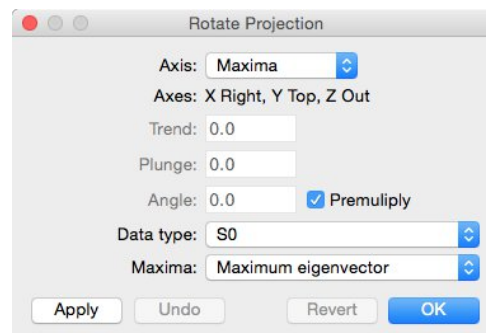 Rotate Projection
Axis: Maxima
Axes: X Right, Y Top, Z Out
Trend: 0.0
Plunge: 0.0
Angle: 0.0 Premuliply
Data type: S0
Maxima: Maximum eigenvector
Apply Undo Revert OK